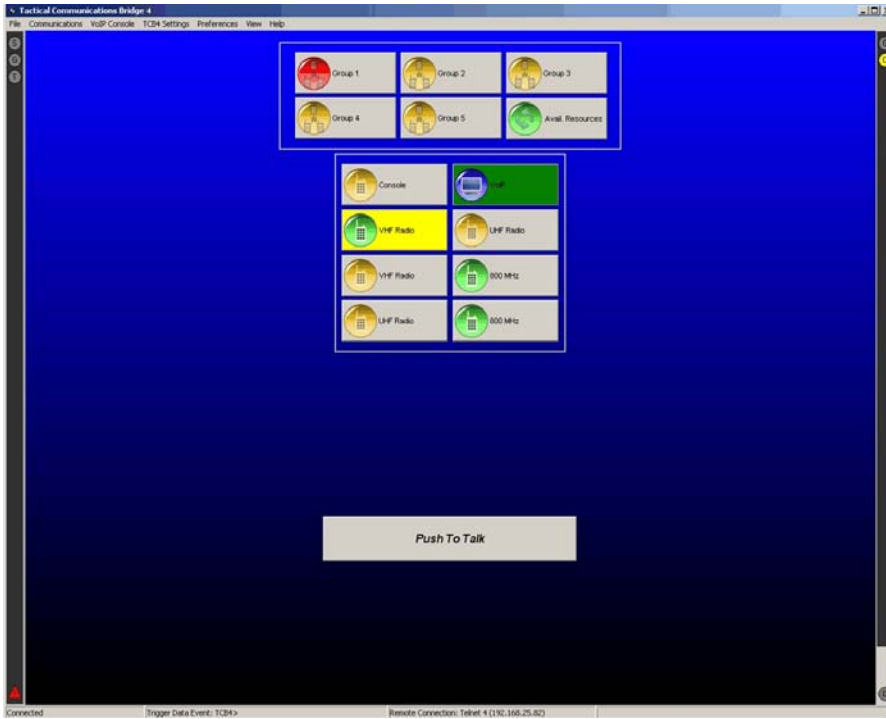 Tactical Communications Bridge 4
File Communications VoIP Console TCB4 Settings Preferences View Help
S
G
T
Group 1 Group 2 Group 3
Group 4 Group 5 Avail. Resources
Console VoIP
VHF Radio UHF Radio
VHF Radio 800 MHz
UHF Radio 800 MHz
Push To Talk
Connected Trigger Data Event: TCB4> Remote Connection: Telnet 4 (192.168.25.82)